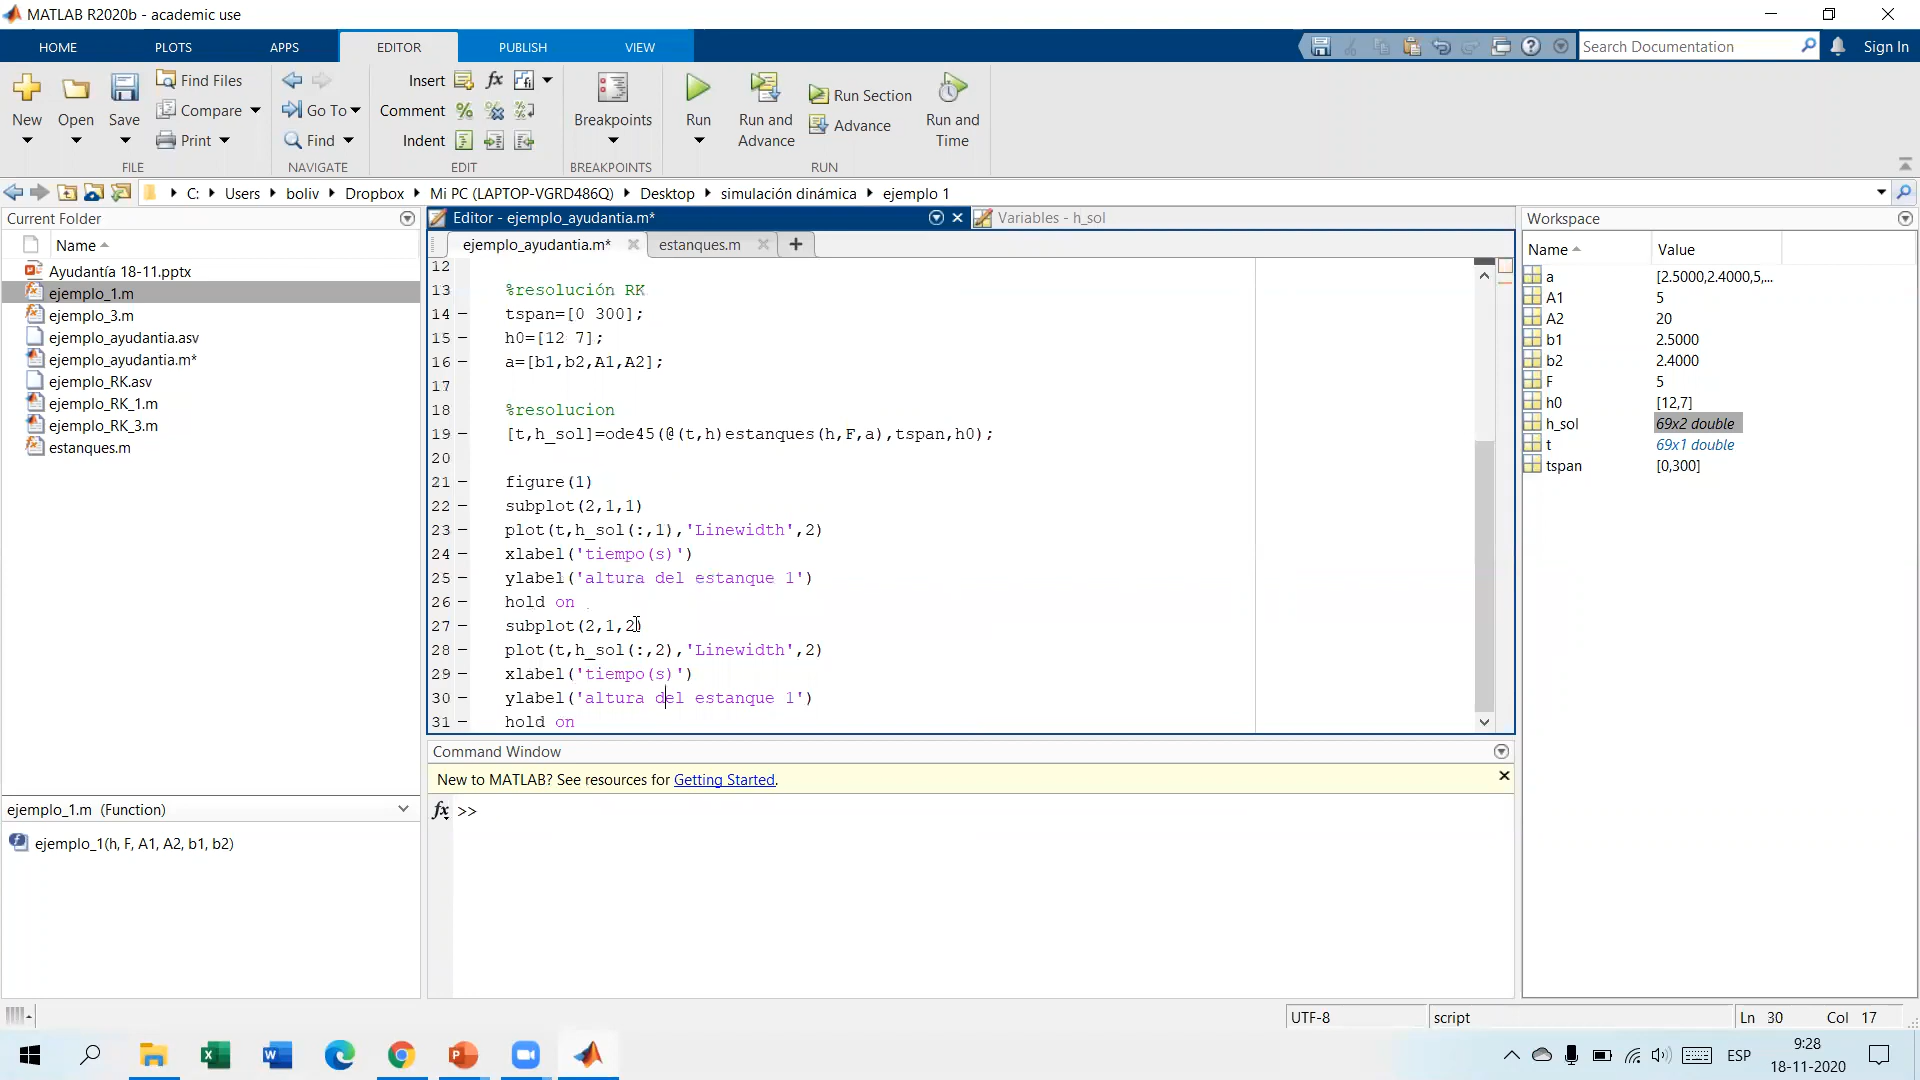 MATLAB R2020b - academic use
HOME PLOTS APPS EDITOR PUBLISH VIEW
Search Documentation
Sign In
New Open Save
Find Files
Compare
Print
FILE
Go To
Find
NAVIGATE
Insert fx
Comment
Indent
EDIT
Breakpoints
BREAKPOINTS
Run
Run and Advance
Run Section
Advance
Run and Time
RUN
C: Users boliv Dropbox Mi PC (LAPTOP-VGRD486Q) Desktop simulación dinámica ejemplo 1
Current Folder
Name
Ayudantía 18-11.pptx
ejemplo_1.m
ejemplo_3.m
ejemplo_ayudantia.asv
ejemplo_ayudantia.m*
ejemplo_RK.asv
ejemplo_RK_1.m
ejemplo_RK_3.m
estanques.m
ejemplo_1.m (Function)
ejemplo_1(h, F, A1, A2, b1, b2)
Editor - ejemplo_ayudantia.m*
Variables - h_sol
ejemplo_ayudantia.m*
estanques.m
12
13 %resolución RK
14 – tspan=[0 300];
15 – h0=[12 7];
16 – a=[b1,b2,A1,A2];
17
18 %resolucion
19 – [t,h_sol]=ode45(@(t,h)estanques(h,F,a),tspan,h0);
20
21 – figure(1)
22 – subplot(2,1,1)
23 – plot(t,h_sol(:,1),'Linewidth',2)
24 – xlabel('tiempo(s)')
25 – ylabel('altura del estanque 1')
26 – hold on
27 – subplot(2,1,2)
28 – plot(t,h_sol(:,2),'Linewidth',2)
29 – xlabel('tiempo(s)')
30 – ylabel('altura del estanque 1')
31 – hold on
Command Window
New to MATLAB? See resources for Getting Started.
fx >>
Workspace
Name Value
a [2.5000,2.4000,5,...
A1 5
A2 20
b1 2.5000
b2 2.4000
F 5
h0 [12,7]
h_sol 69x2 double
t 69x1 double
tspan [0,300]
UTF-8 script Ln 30 Col 17
ESP
9:28
18-11-2020